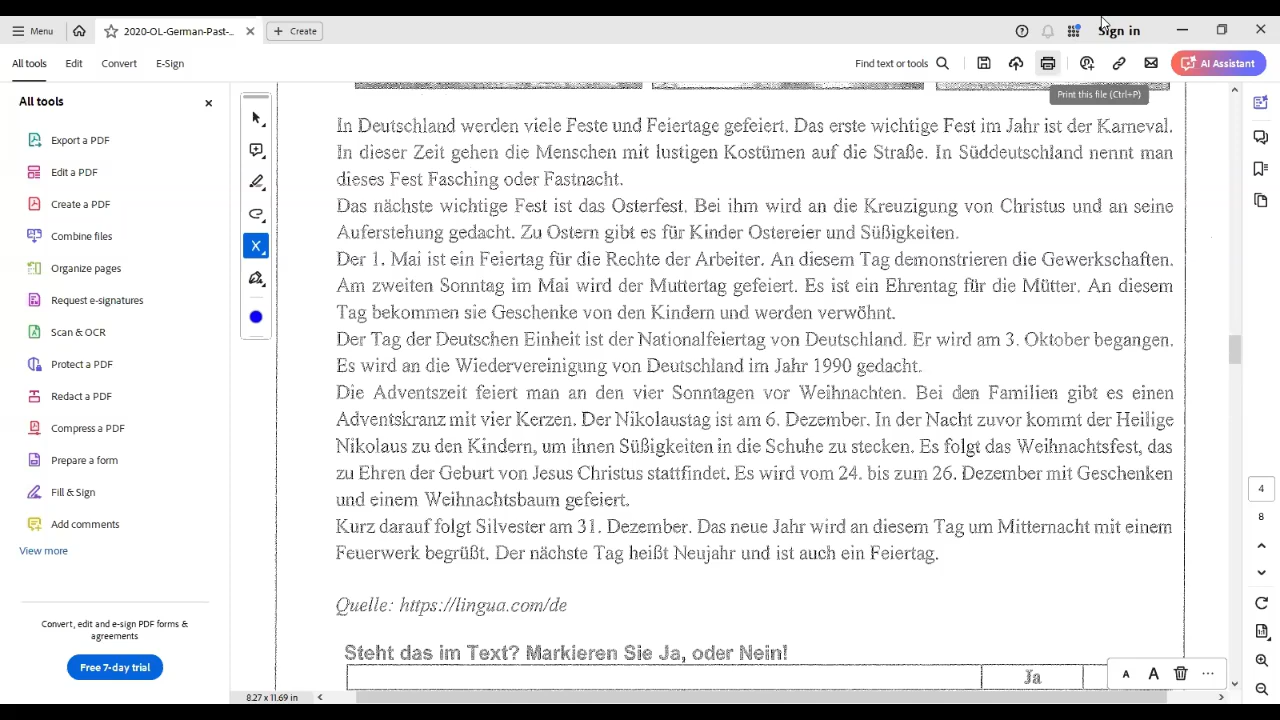 Menu
2020-OL-German-Past-...
Create
Sign in
All tools
Edit
Convert
E-Sign
Find text or tools
AI Assistant
Print this file (Ctrl+P)
All tools
Export a PDF
Edit a PDF
Create a PDF
Combine files
Organize pages
Request e-signatures
Scan & OCR
Protect a PDF
Redact a PDF
Compress a PDF
Prepare a form
Fill & Sign
Add comments
View more
Convert, edit and e-sign PDF forms &
agreements
Free 7-day trial
In Deutschland werden viele Feste und Feiertage gefeiert. Das erste wichtige Fest im Jahr ist der Karneval.
In dieser Zeit gehen die Menschen mit lustigen Kostümen auf die Straße. In Süddeutschland nennt man
dieses Fest Fasching oder Fastnacht.
Das nächste wichtige Fest ist das Osterfest. Bei ihm wird an die Kreuzigung von Christus und an seine
Auferstehung gedacht. Zu Ostern gibt es für Kinder Ostereier und Süßigkeiten.
Der 1. Mai ist ein Feiertag für die Rechte der Arbeiter. An diesem Tag demonstrieren die Gewerkschaften.
Am zweiten Sonntag im Mai wird der Muttertag gefeiert. Es ist ein Ehrentag für die Mütter. An diesem
Tag bekommen sie Geschenke von den Kindern und werden verwöhnt.
Der Tag der Deutschen Einheit ist der Nationalfeiertag von Deutschland. Er wird am 3. Oktober begangen.
Es wird an die Wiedervereinigung von Deutschland im Jahr 1990 gedacht.
Die Adventszeit feiert man an den vier Sonntagen vor Weihnachten. Bei den Familien gibt es einen
Adventskranz mit vier Kerzen. Der Nikolaustag ist am 6. Dezember. In der Nacht zuvor kommt der Heilige
Nikolaus zu den Kindern, um ihnen Süßigkeiten in die Schuhe zu stecken. Es folgt das Weihnachtsfest, das
zu Ehren der Geburt von Jesus Christus stattfindet. Es wird vom 24. bis zum 26. Dezember mit Geschenken
und einem Weihnachtsbaum gefeiert.
Kurz darauf folgt Silvester am 31. Dezember. Das neue Jahr wird an diesem Tag um Mitternacht mit einem
Feuerwerk begrüßt. Der nächste Tag heißt Neujahr und ist auch ein Feiertag.
Quelle: https://lingua.com/de
Steht das im Text? Markieren Sie Ja, oder Nein!
Ja
A A
8.27 x 11.69 in
4
8